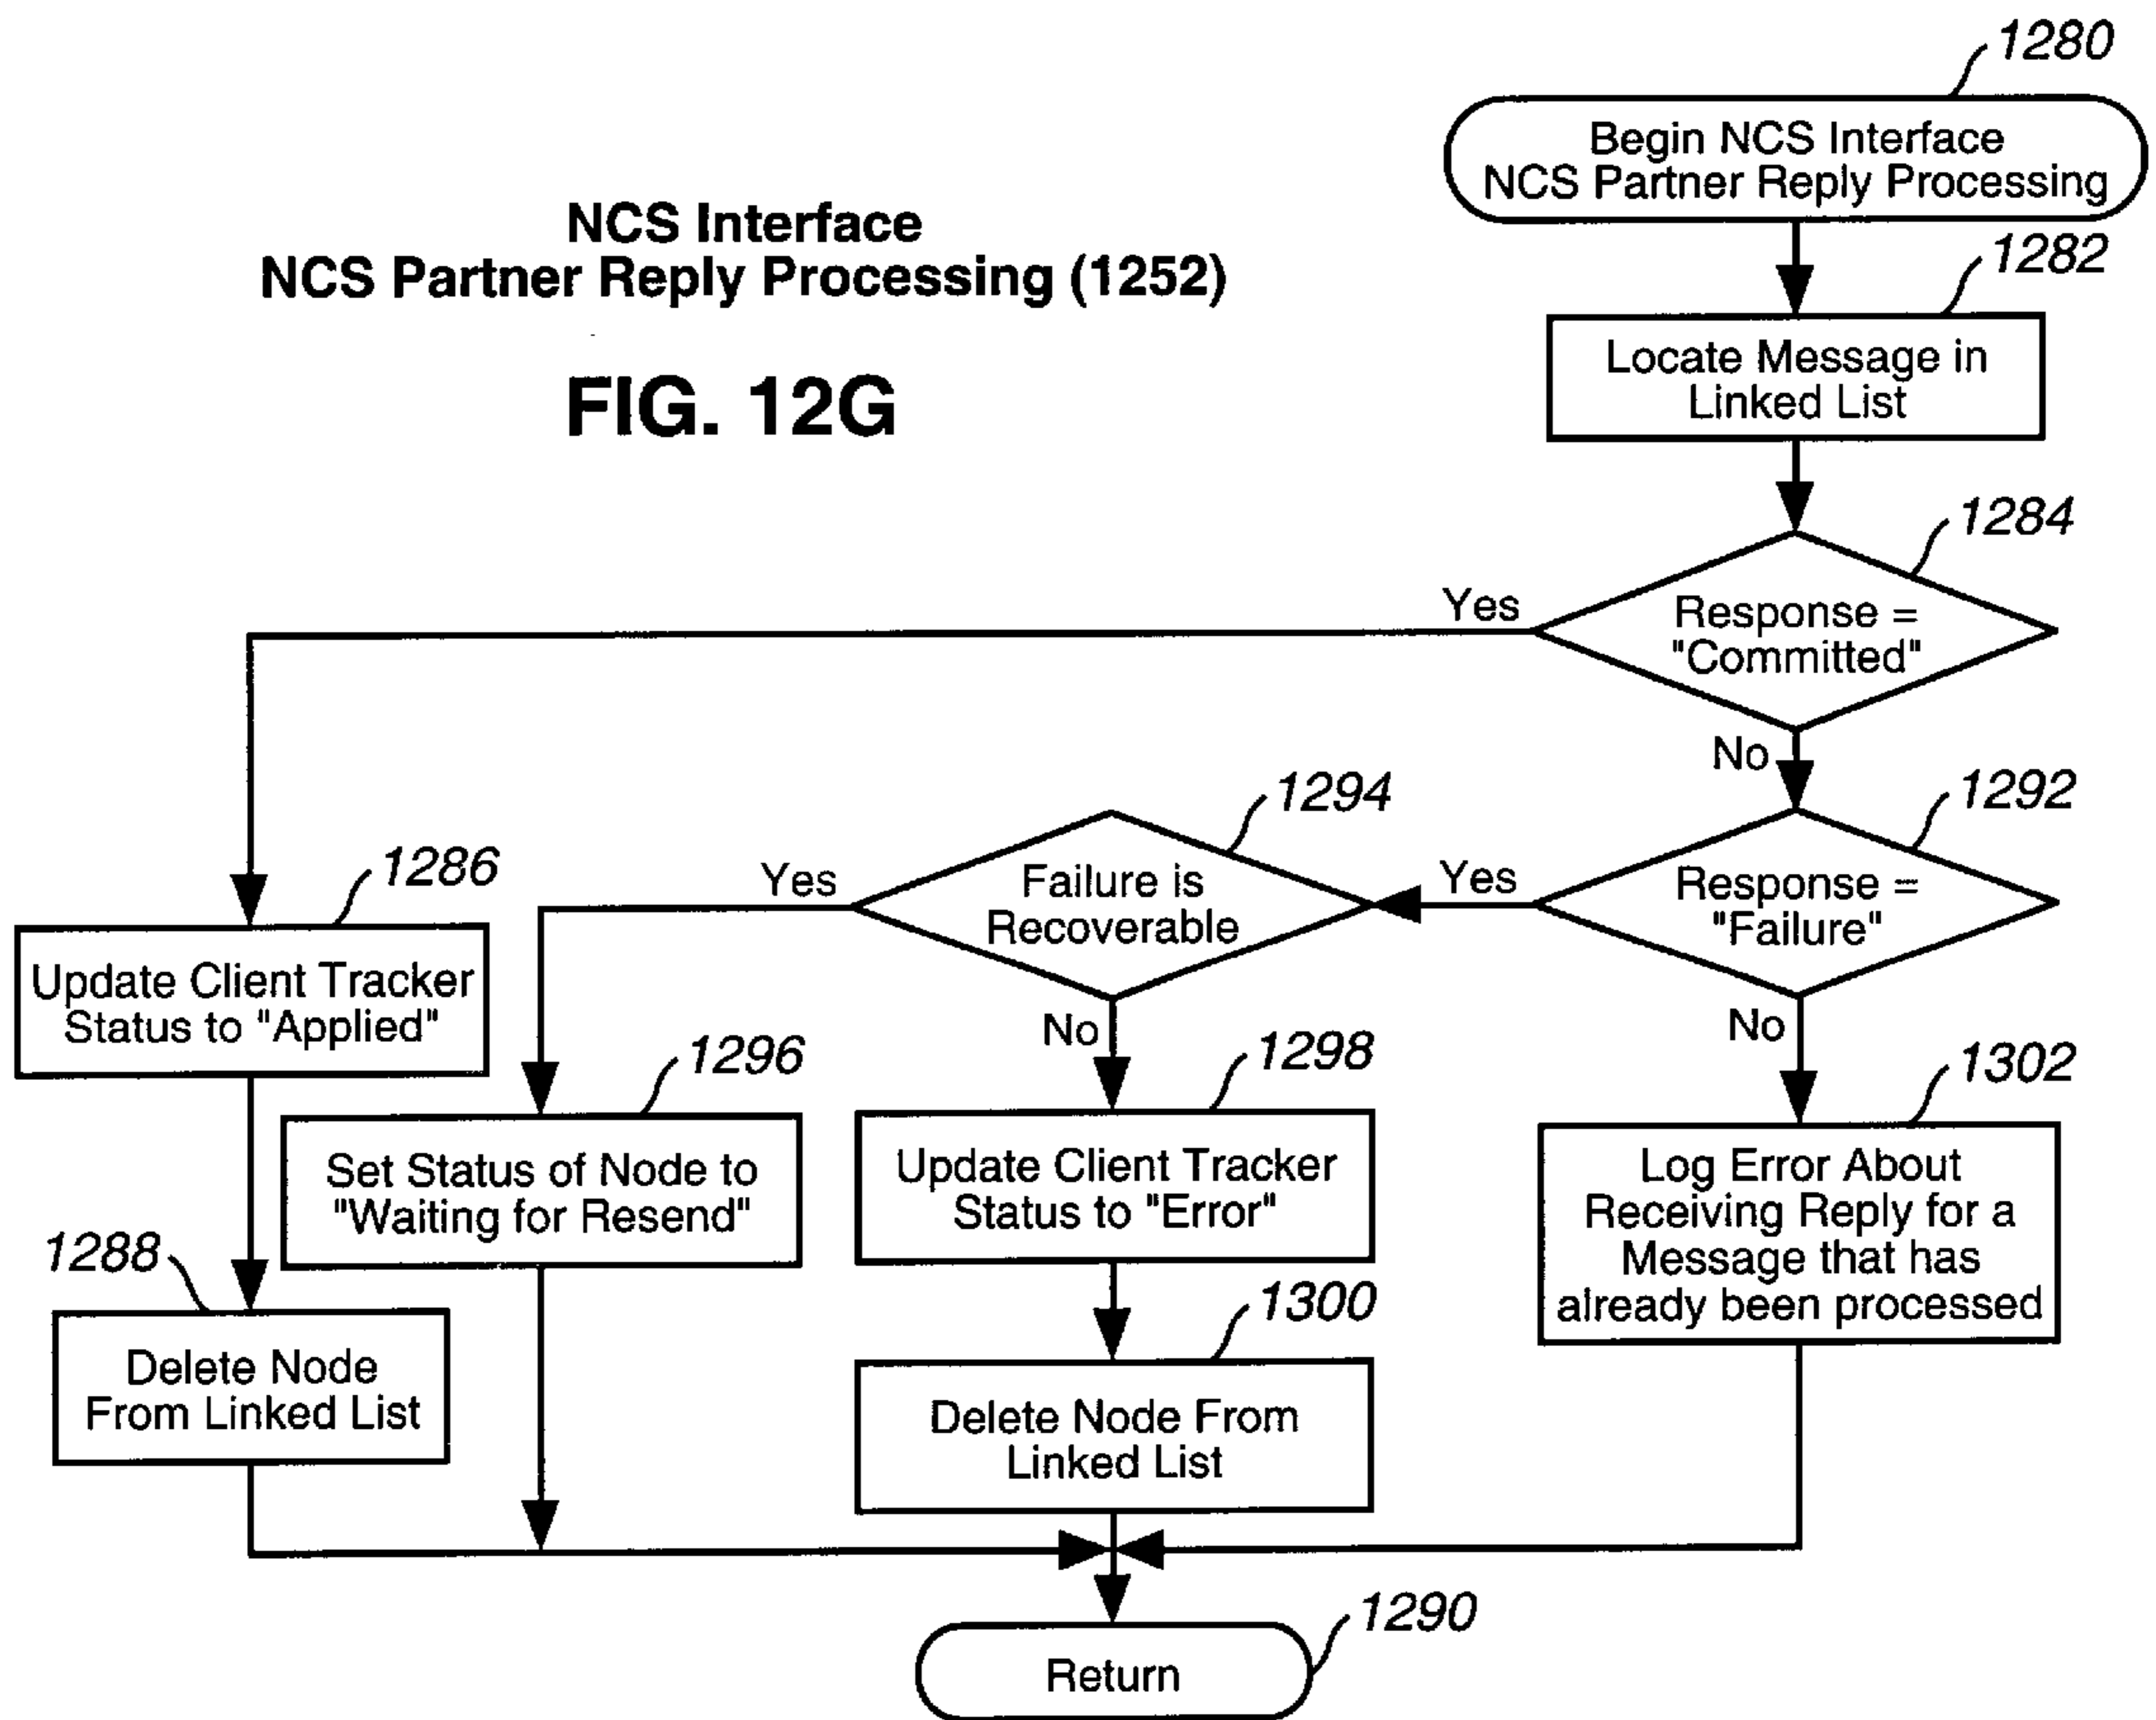 1280
Begin NCS Interface
NCS Partner Reply Processing
NCS Interface
NCS Partner Reply Processing (1252)
FIG. 12G
1282
Locate Message in
Linked List
1284
Response =
"Committed"
Yes
No
1292
Response =
"Failure"
Yes
No
1294
Failure is
Recoverable
Yes
No
1286
Update Client Tracker
Status to "Applied"
1296
Set Status of Node to
"Waiting for Resend"
1298
Update Client Tracker
Status to "Error"
1302
Log Error About
Receiving Reply for a
Message that has
already been processed
1288
Delete Node
From Linked List
1300
Delete Node From
Linked List
1290
Return